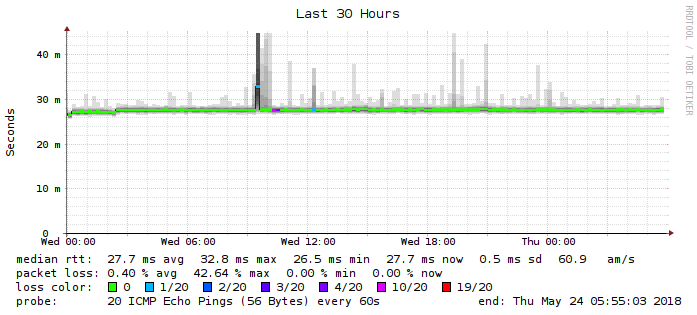 Last 30 Hours
RRDTOOL / TOBI OETIKER
Seconds
40 m
30 m
20 m
10 m
0
Wed 00:00 Wed 06:00 Wed 12:00 Wed 18:00 Thu 00:00
median rtt: 27.7 ms avg 32.8 ms max 26.5 ms min 27.7 ms now 0.5 ms sd 60.9 am/s
packet loss: 0.40 % avg 42.64 % max 0.00 % min 0.00 % now
loss color: 0 1/20 2/20 3/20 4/20 10/20 19/20
probe: 20 ICMP Echo Pings (56 Bytes) every 60s end: Thu May 24 05:55:03 2018